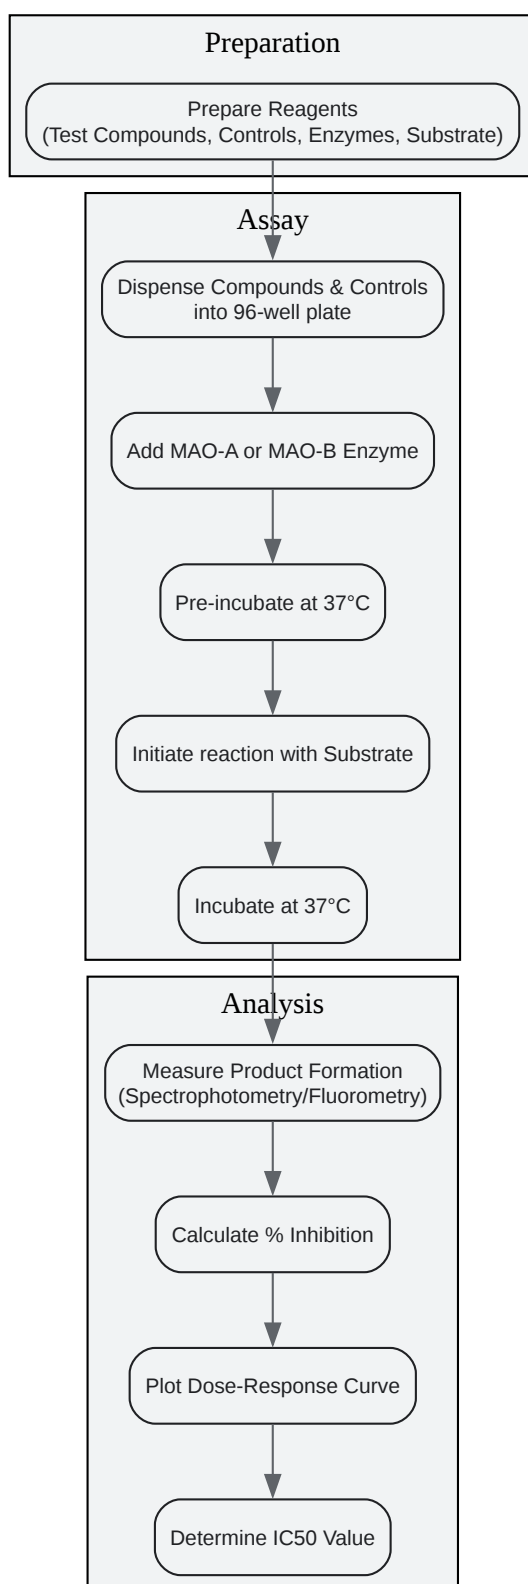 Preparation
Prepare Reagents
(Test Compounds, Controls, Enzymes, Substrate)
Assay
Dispense Compounds & Controls
into 96-well plate
Add MAO-A or MAO-B Enzyme
Pre-incubate at 37°C
Initiate reaction with Substrate
Incubate at 37°C
Analysis
Measure Product Formation
(Spectrophotometry/Fluorometry)
Calculate % Inhibition
Plot Dose-Response Curve
Determine IC50 Value